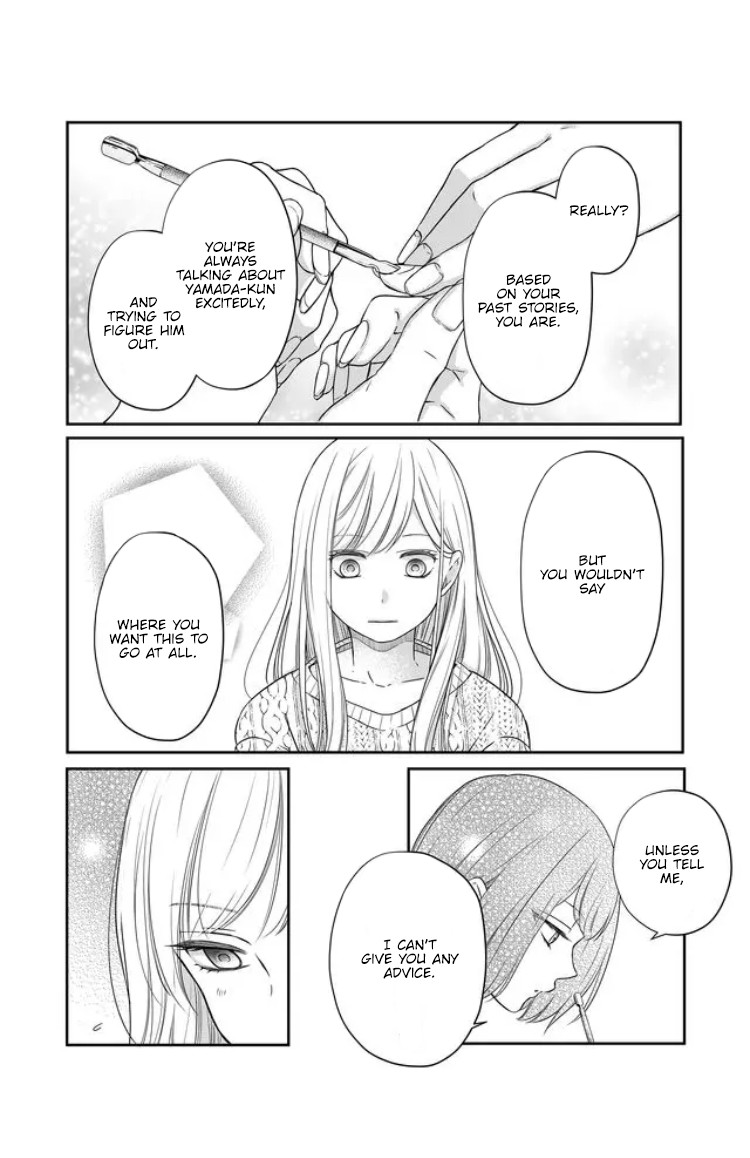 REALLY?
BASED
ON YOUR
PAST STORIES,
YOU ARE.
YOU'RE
ALWAYS
TALKING ABOUT
YAMADA-KUN
EXCITEDLY,
AND
TRYING TO
FIGURE HIM
OUT.
BUT
YOU WOULDN'T
SAY
WHERE YOU
WANT THIS TO
GO AT ALL.
UNLESS
YOU TELL
ME,
I CAN'T
GIVE YOU ANY
ADVICE.